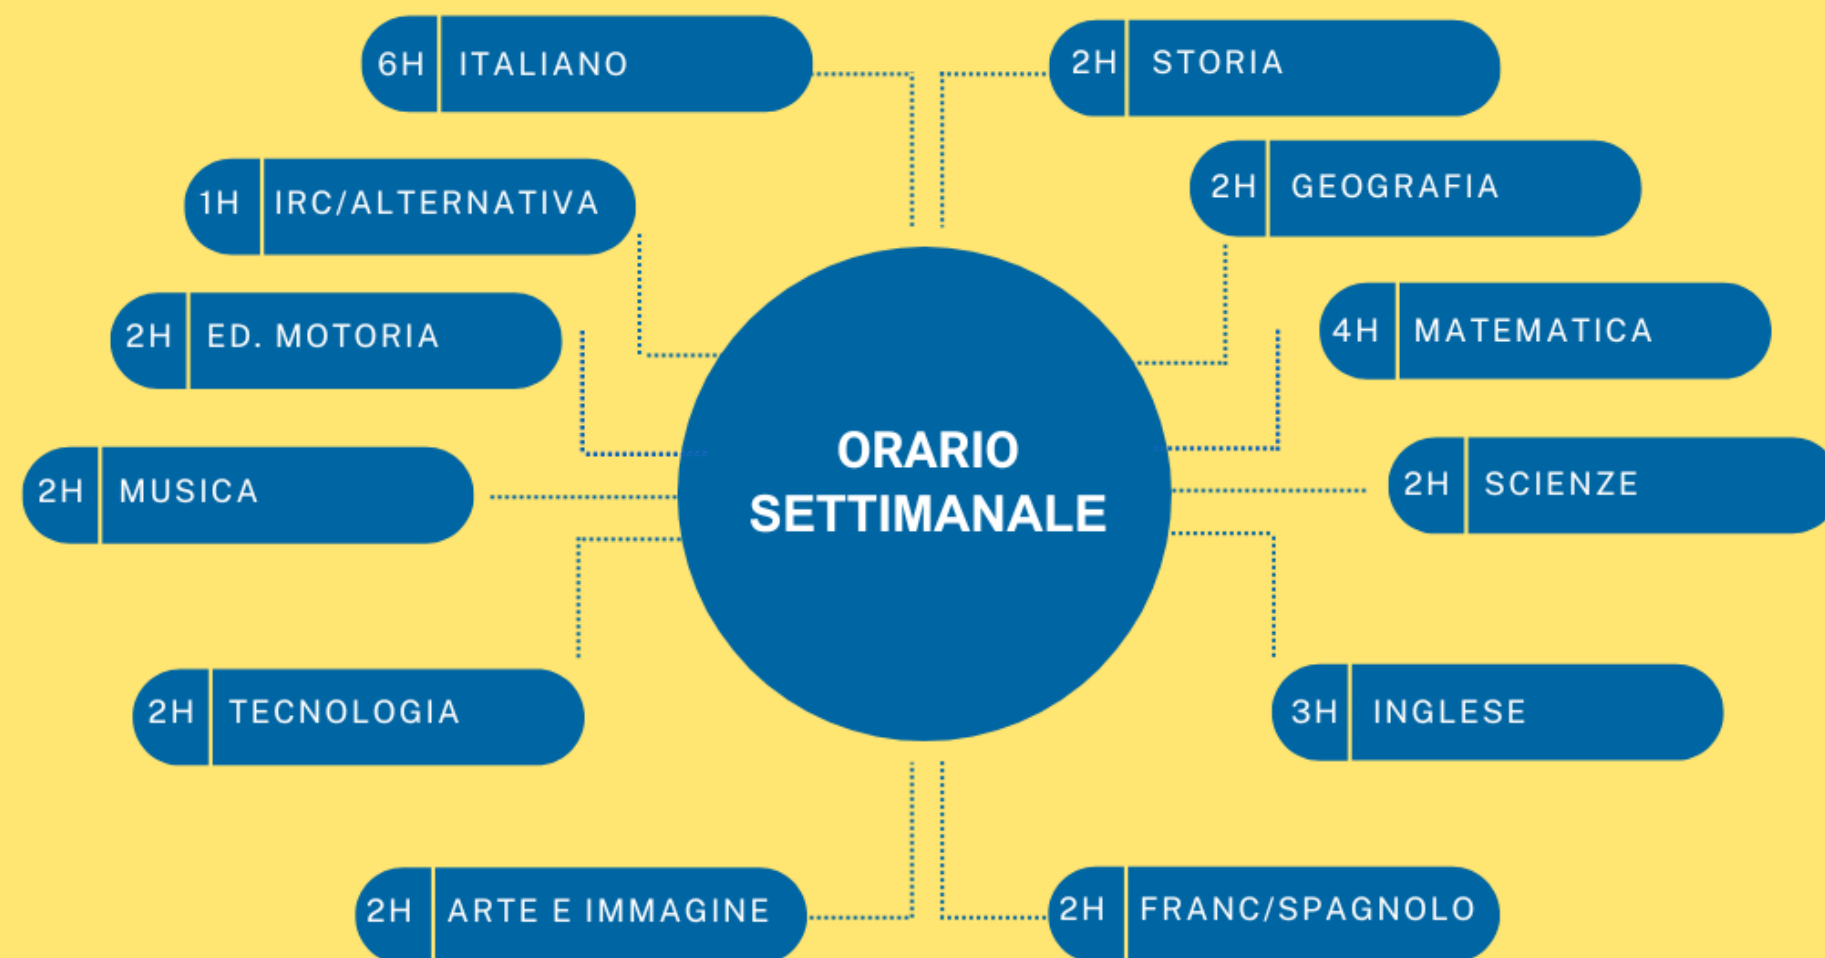 6H ITALIANO
2H STORIA
1H IRC/ALTERNATIVA
2H GEOGRAFIA
2H ED. MOTORIA
4H MATEMATICA
ORARIO
SETTIMANALE
2H MUSICA
2H SCIENZE
2H TECNOLOGIA
3H INGLESE
2H ARTE E IMMAGINE
2H FRANC/SPAGNOLO